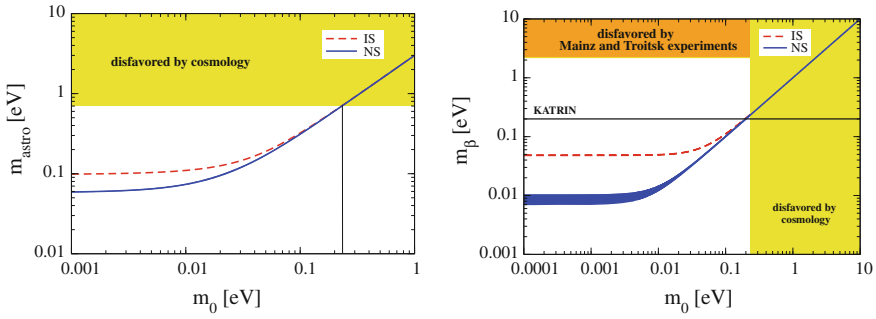 10
1
0.1
0.01
m_astro [eV]
disfavored by cosmology
IS
NS
0.001
0.01
0.1
1
m_0 [eV]
10
1
0.1
0.01
0.001
m_β [eV]
disfavored by
Mainz and Troitsk experiments
IS
NS
KATRIN
disfavored by
cosmology
0.0001
0.001
0.01
0.1
1
10
m_0 [eV]